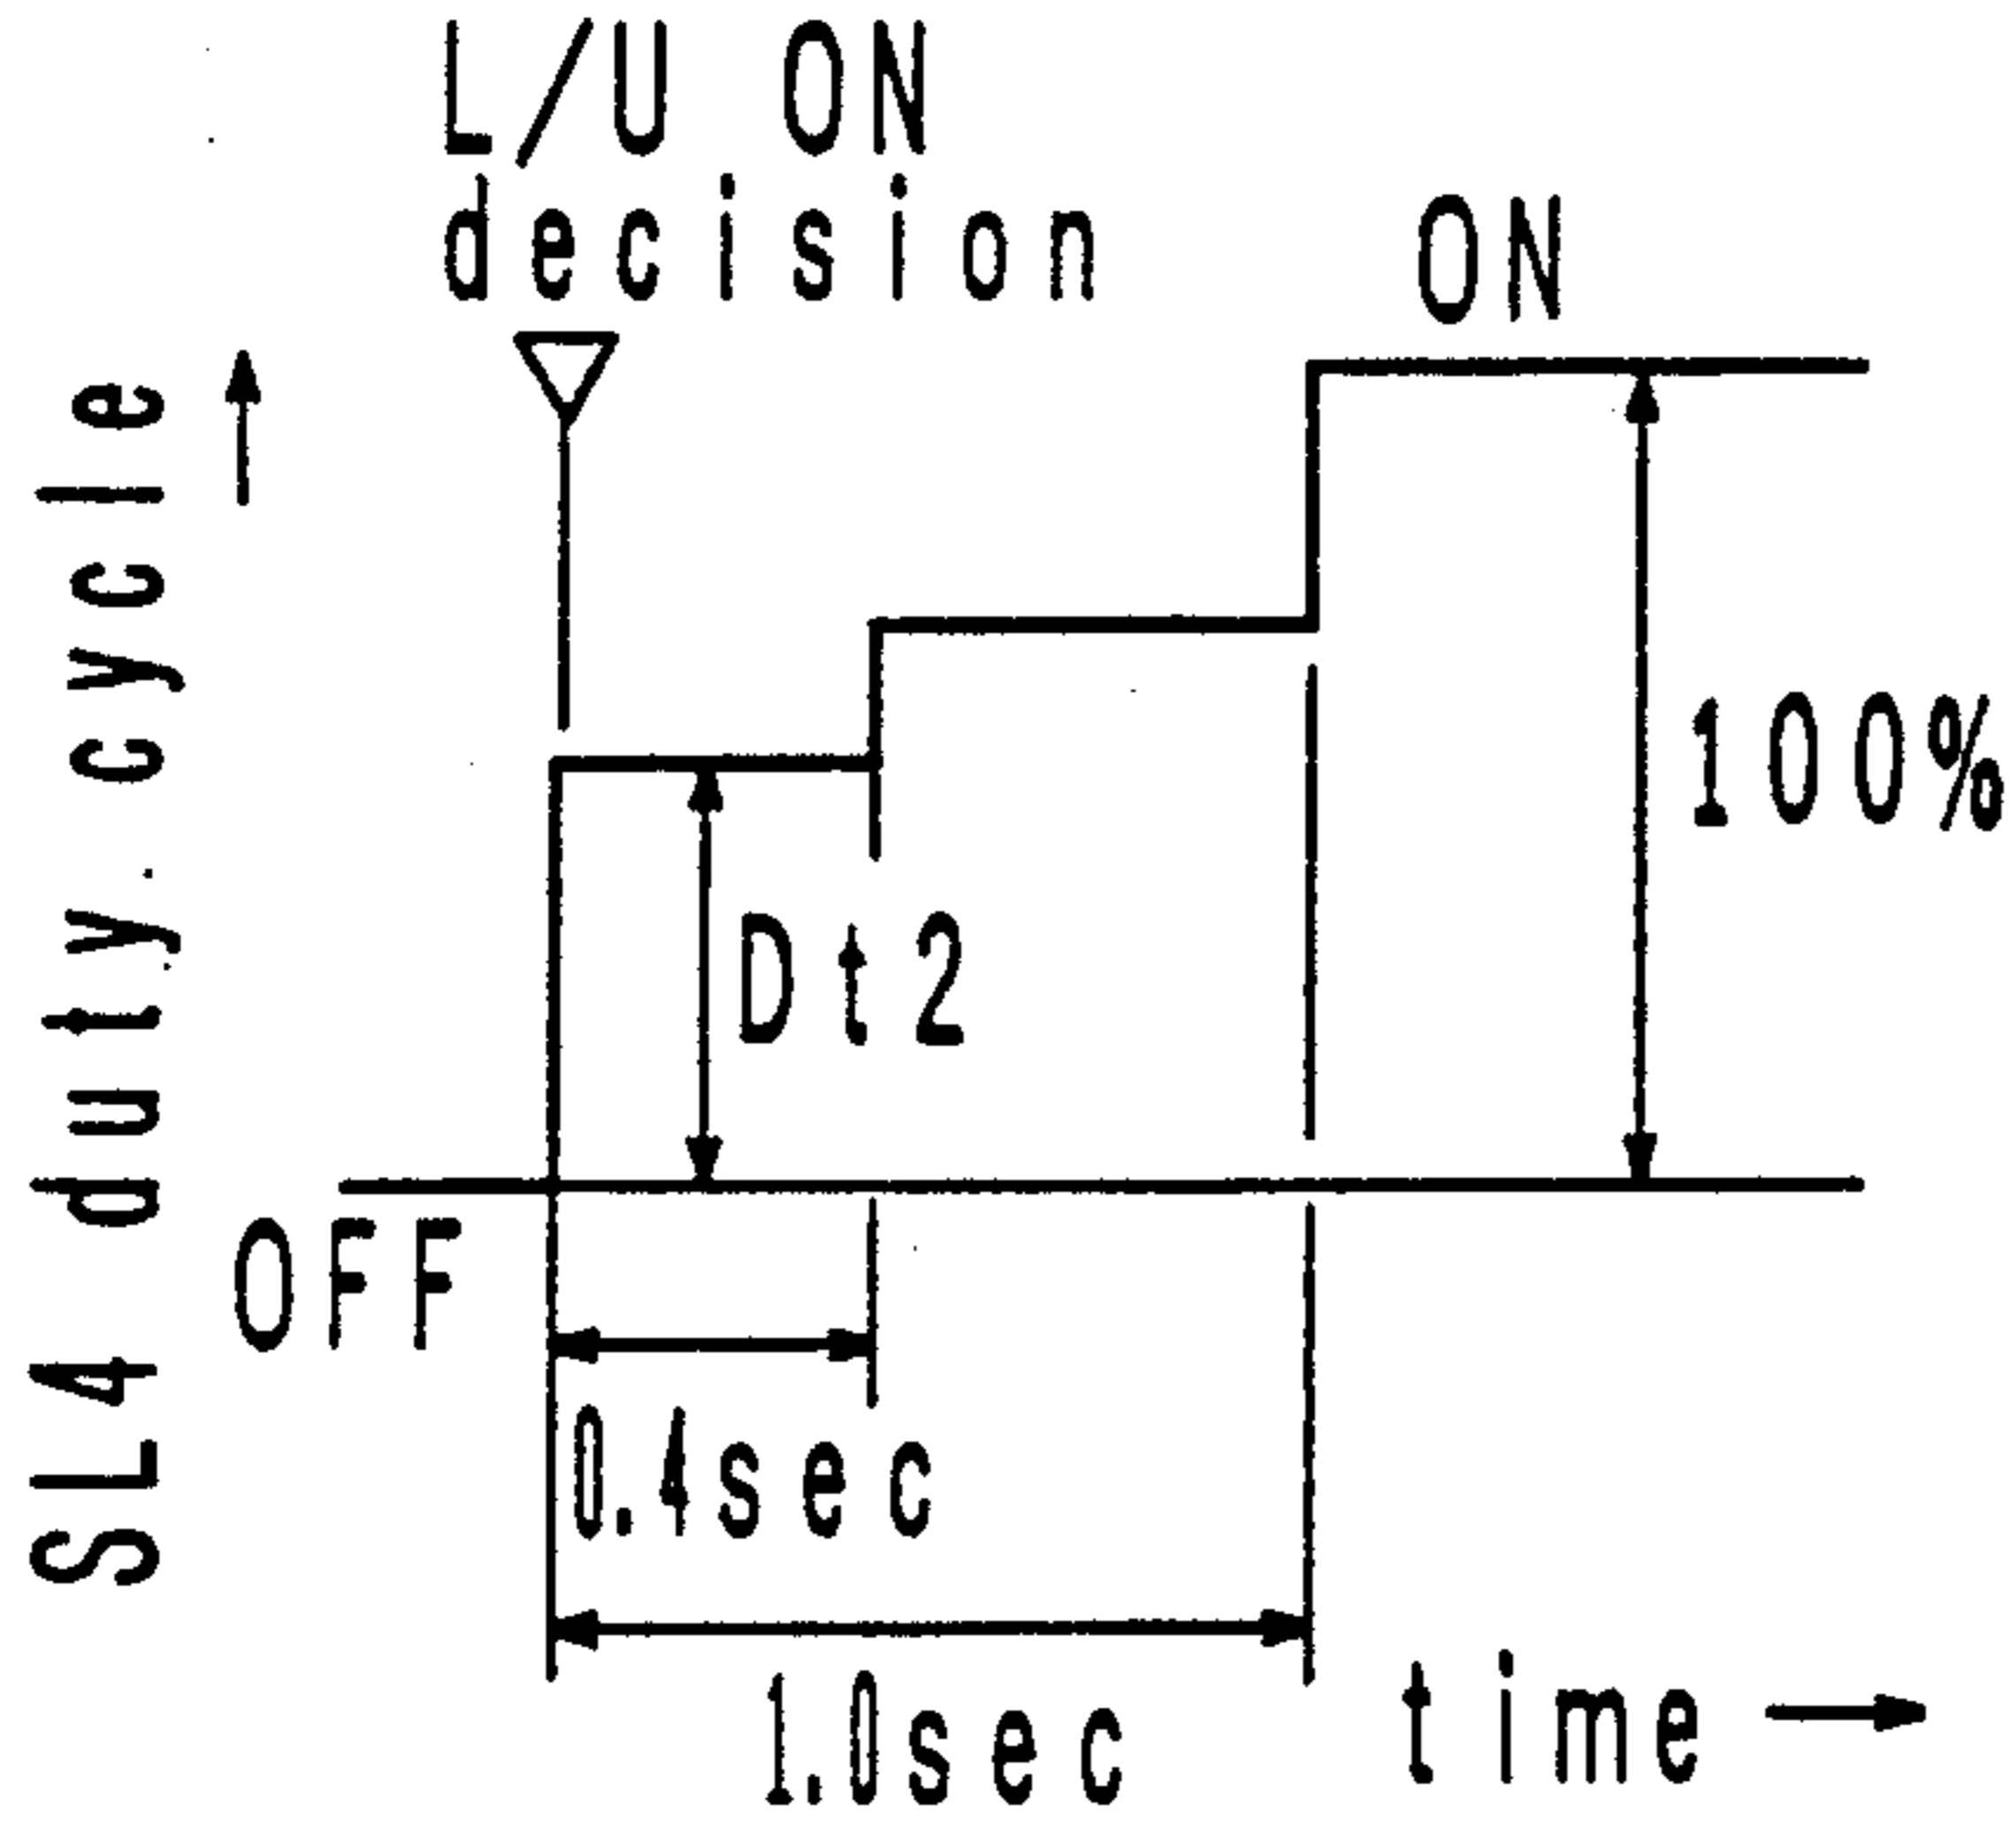 L/U ON
decision
ON
SL4 duty cycle
100%
Dt2
OFF
0.4sec
1.0sec
time